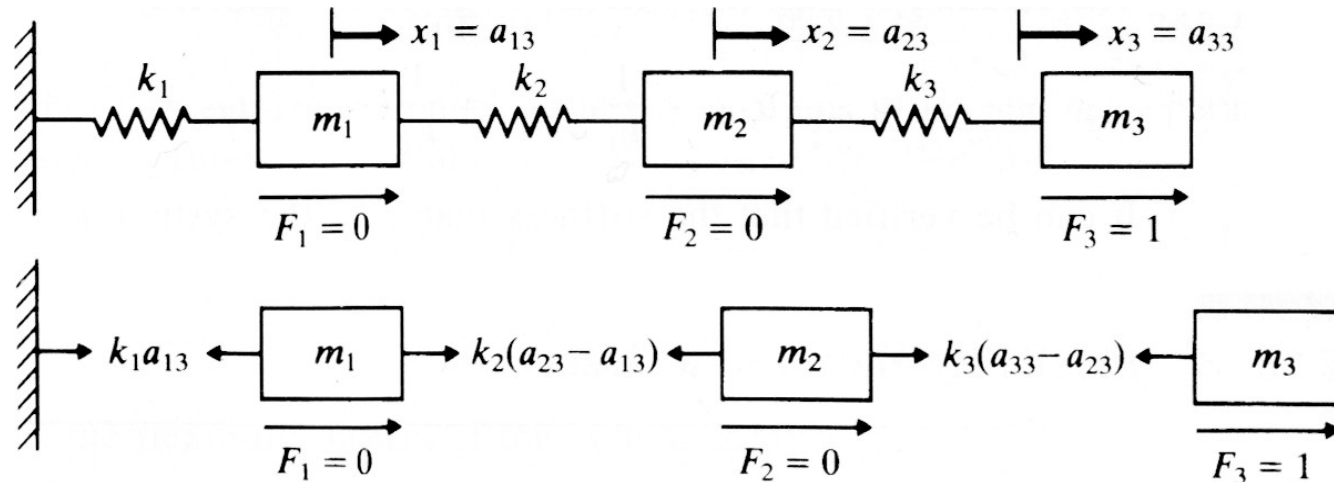 x₁ = a₁₃ x₂ = a₂₃ x₃ = a₃₃
k₁ k₂ k₃
m₁ m₂ m₃
F₁ = 0 F₂ = 0 F₃ = 1
k₁a₁₃ m₁ k₂(a₂₃ − a₁₃) m₂ k₃(a₃₃ − a₂₃) m₃
F₁ = 0 F₂ = 0 F₃ = 1